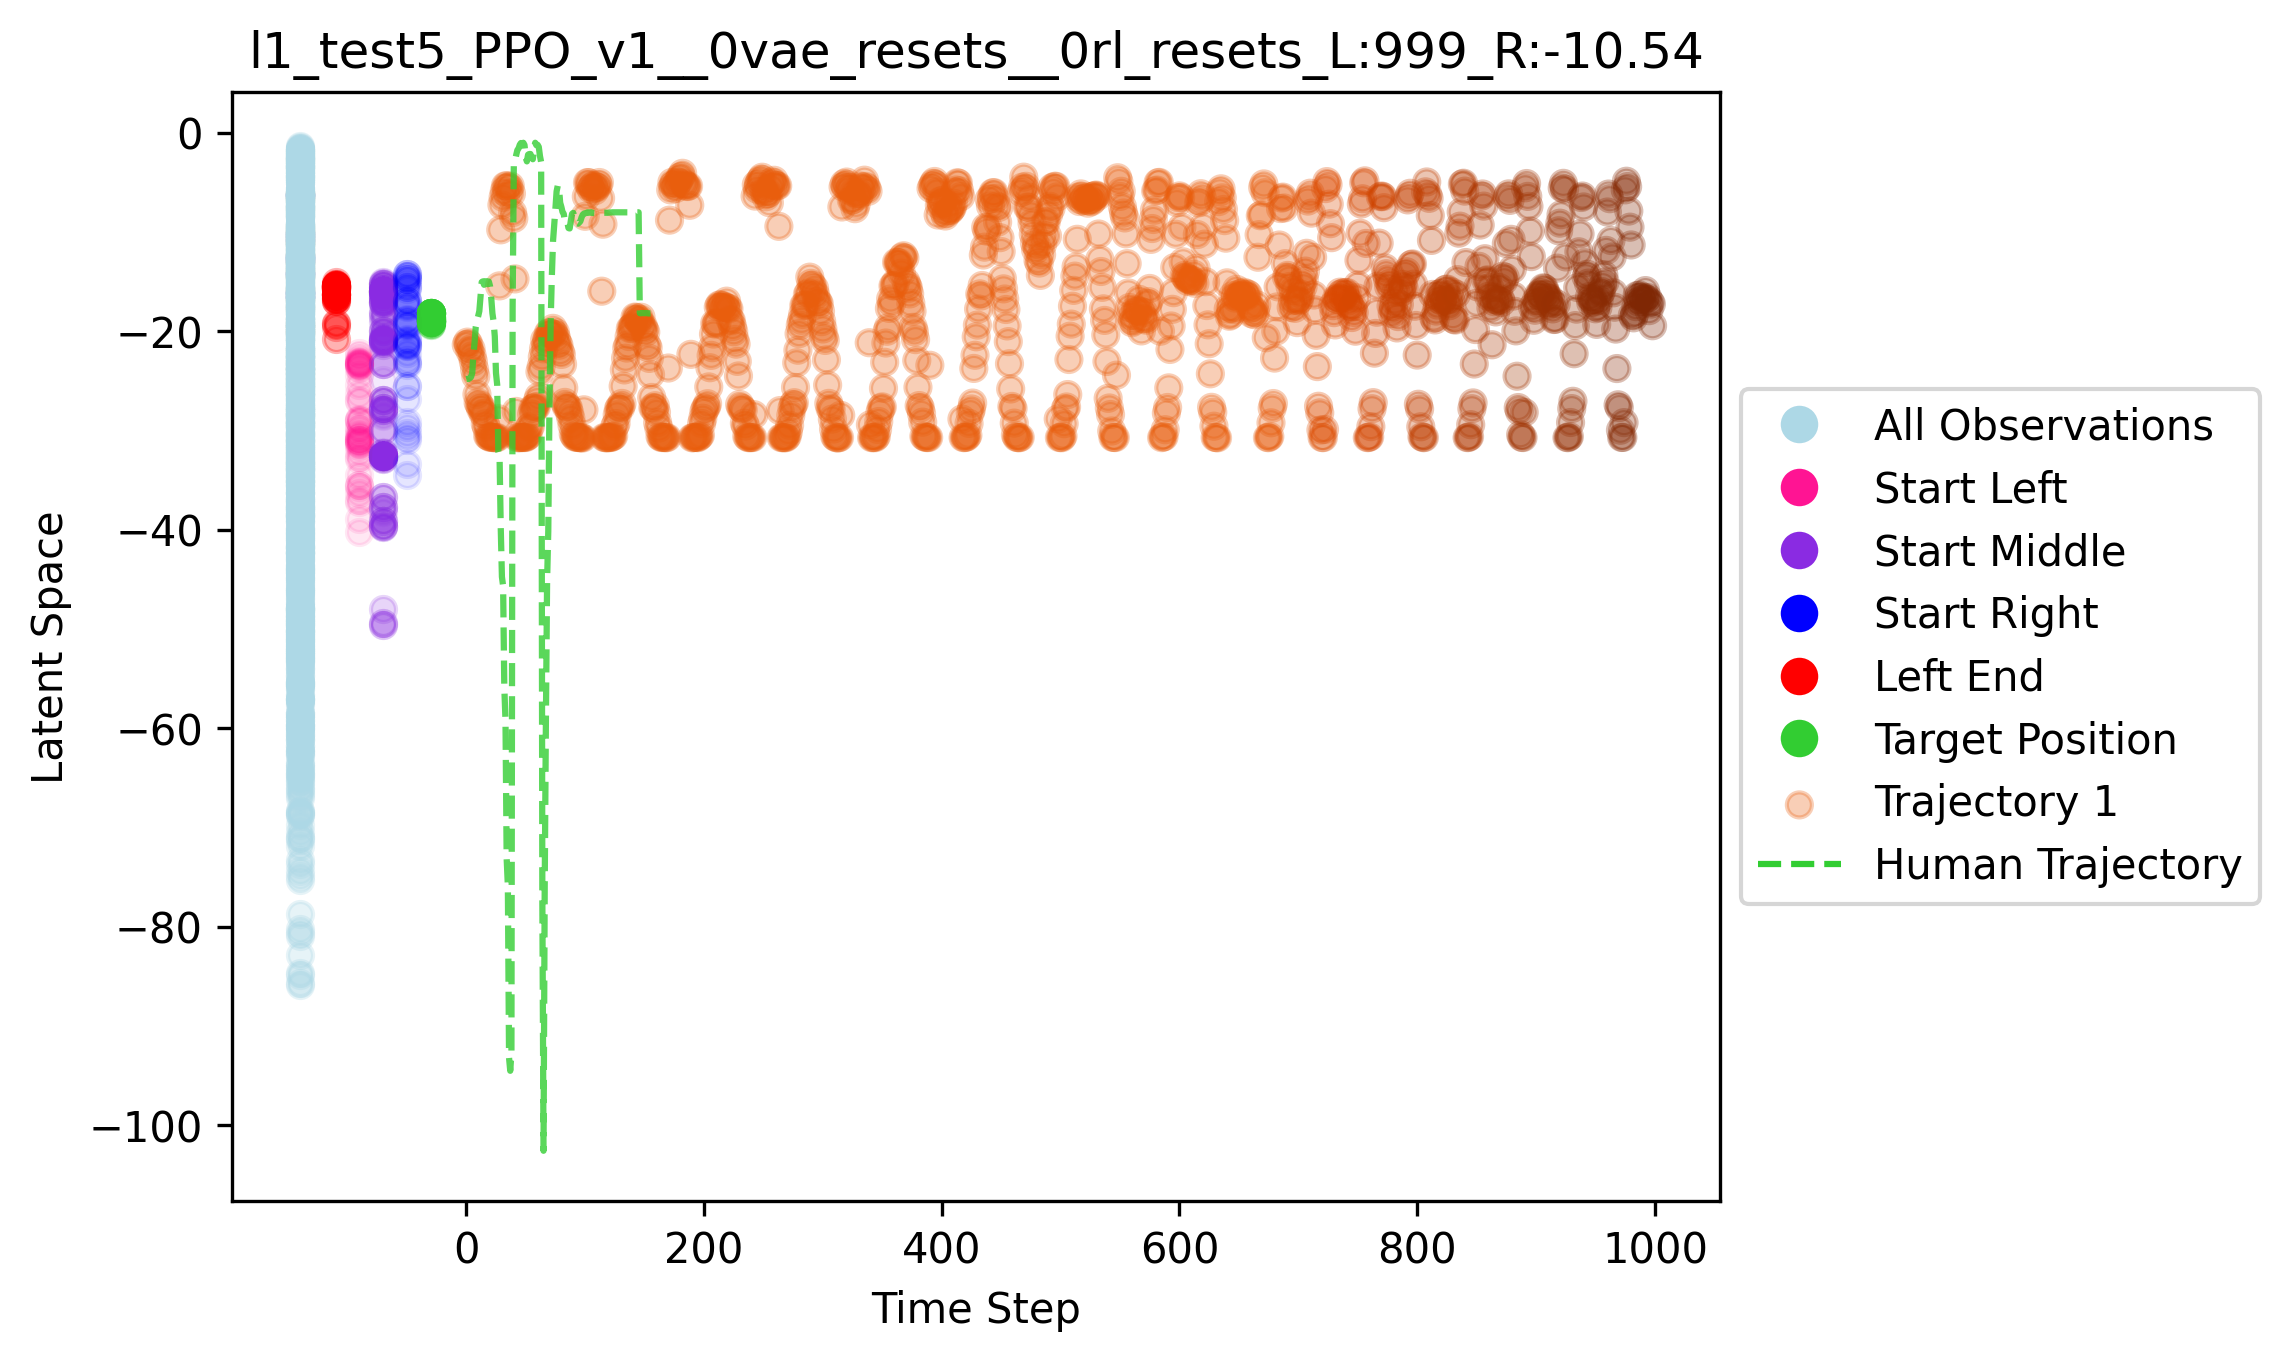 l1_test5_PPO_v1__0vae_resets__0rl_resets_L:999_R:-10.54
0
−20
−40
−60
−80
−100
Latent Space
0 200 400 600 800 1000
Time Step
All Observations
Start Left
Start Middle
Start Right
Left End
Target Position
Trajectory 1
Human Trajectory